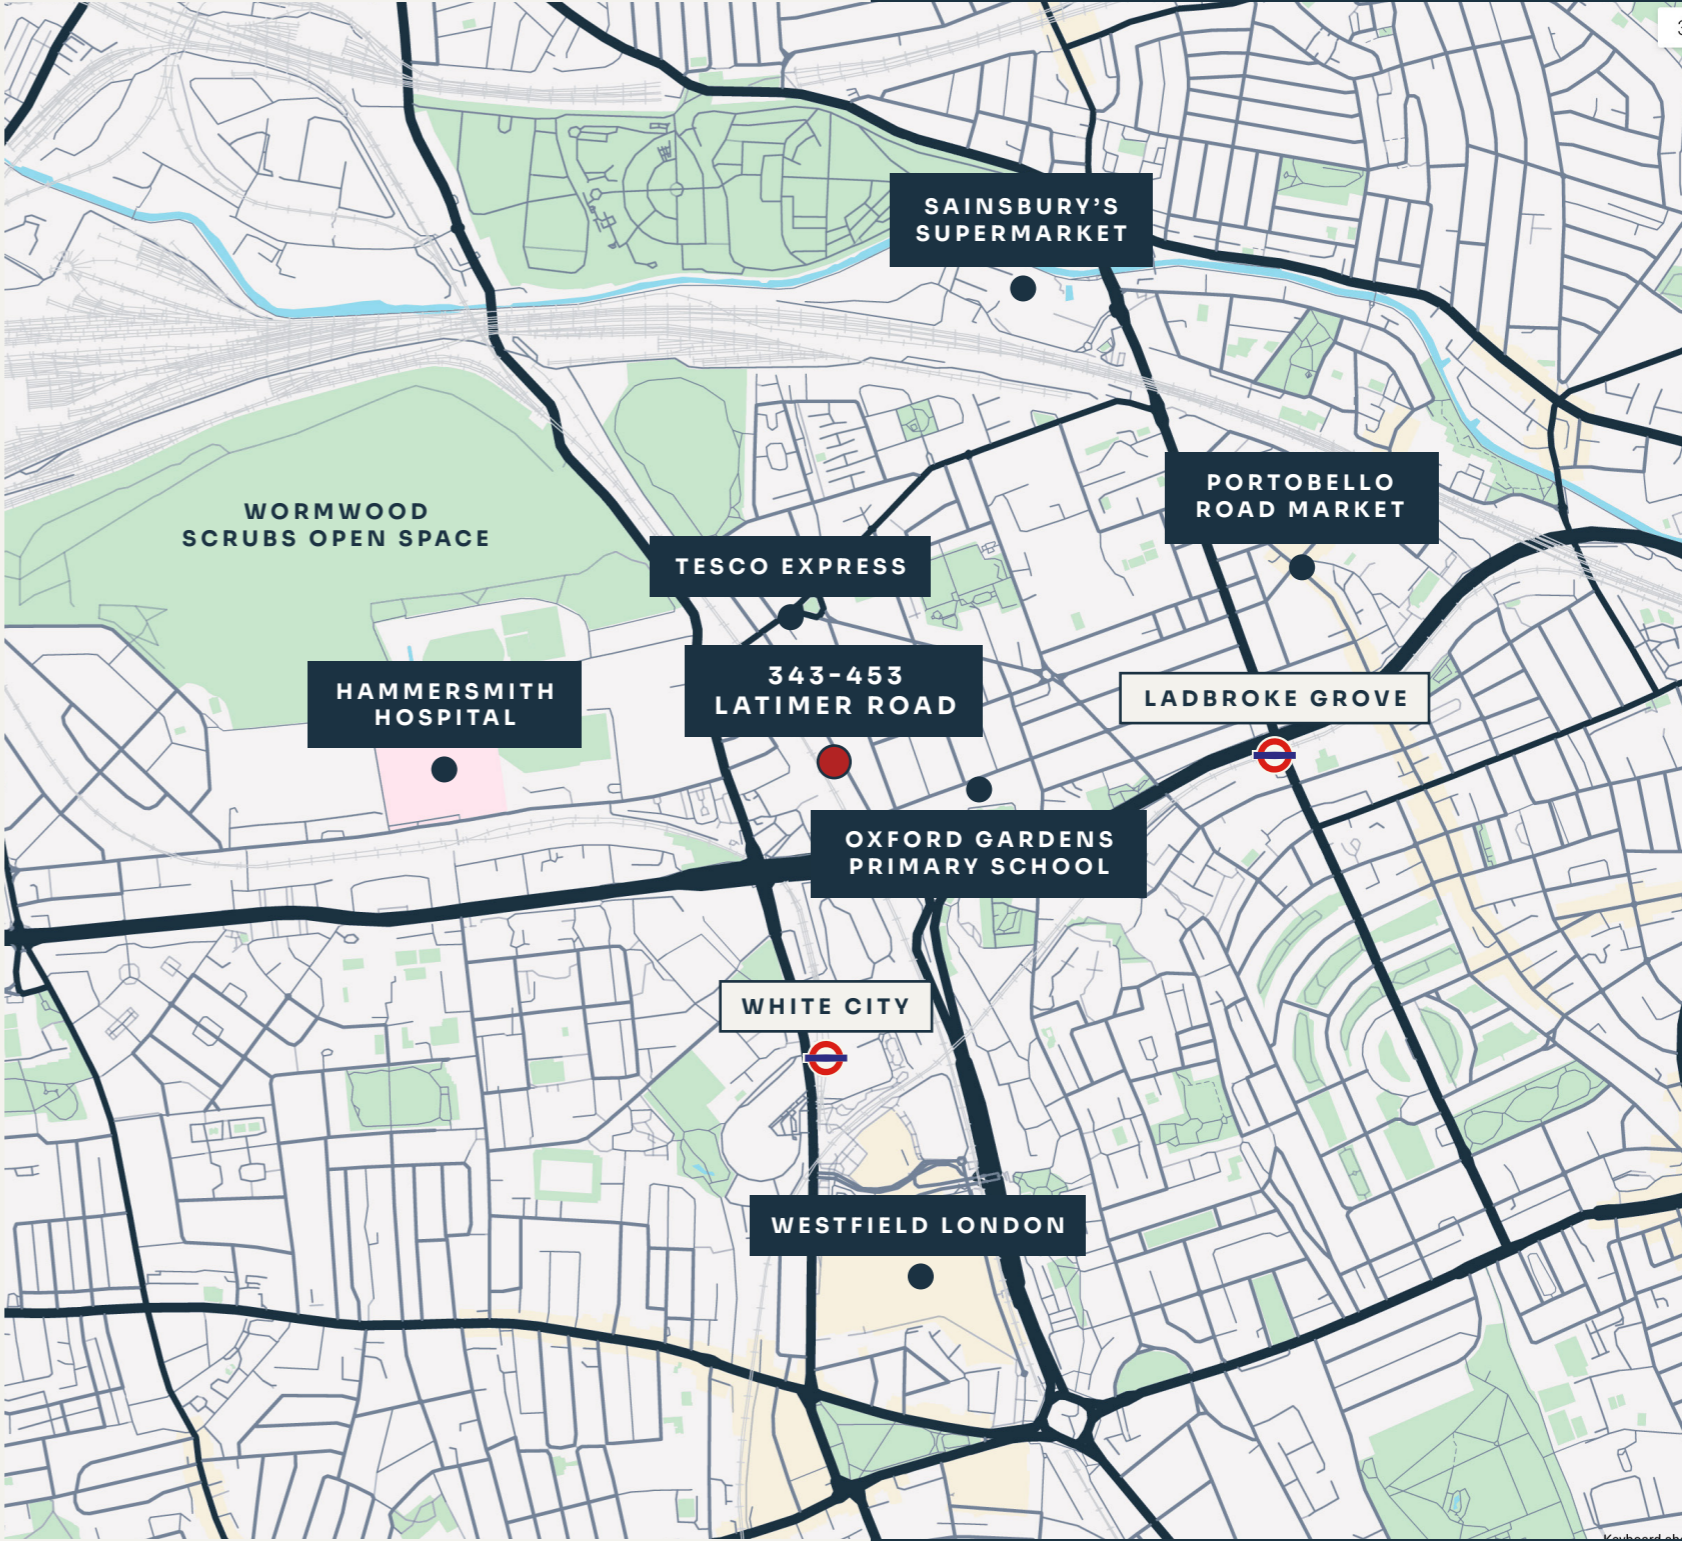 3
SAINSBURY'S
SUPERMARKET
PORTOBELLO
ROAD MARKET
WORMWOOD
SCRUBS OPEN SPACE
TESCO EXPRESS
343-453
LATIMER ROAD
HAMMERSMITH
HOSPITAL
LADBROKE GROVE
OXFORD GARDENS
PRIMARY SCHOOL
WHITE CITY
WESTFIELD LONDON